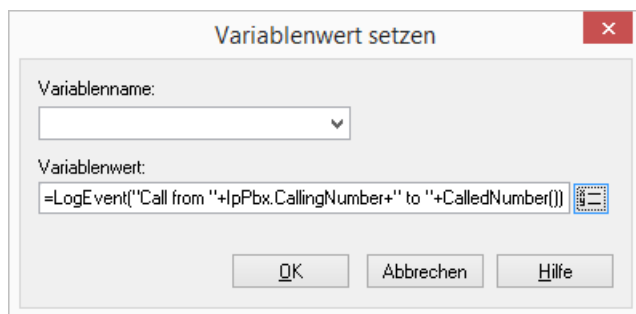 Variablenwert setzen
Variablenname:
Variablenwert:
=LogEvent("Call from "+IpPbx.CallingNumber+" to "+CalledNumber())
OK Abbrechen Hilfe